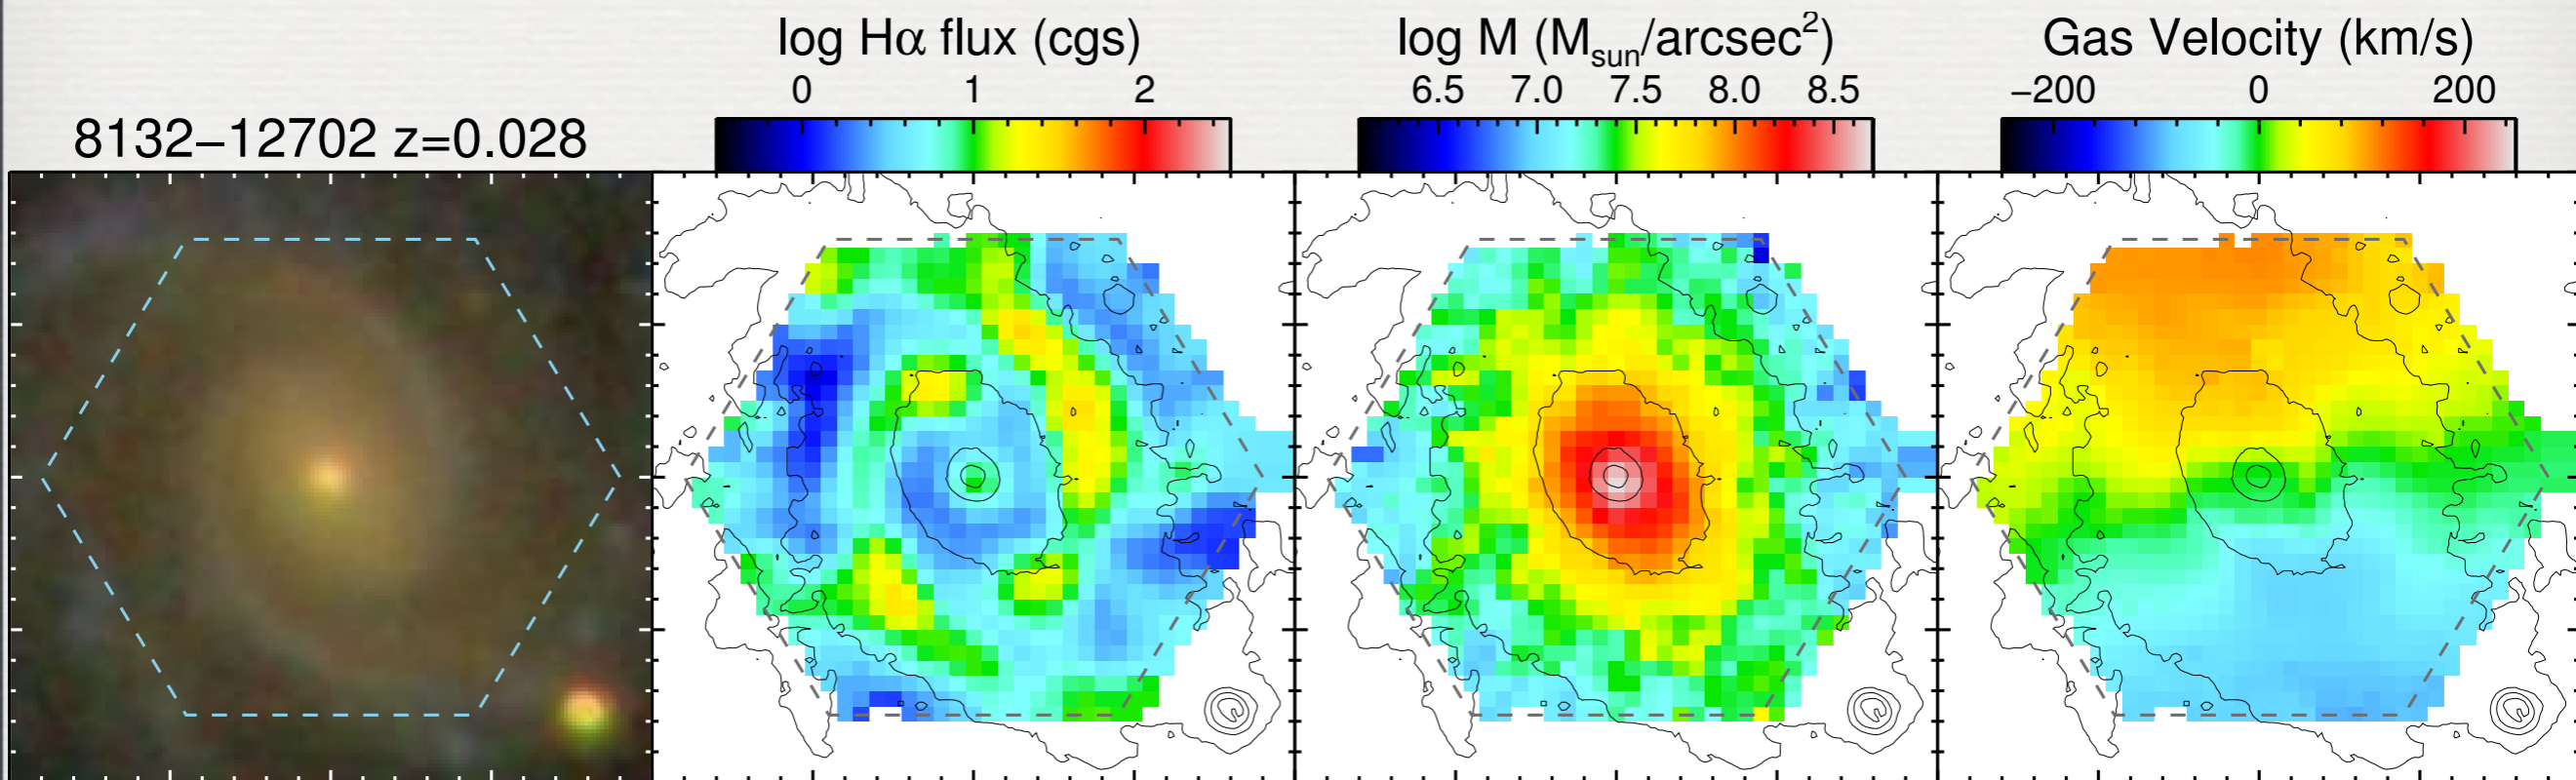 8132−12702 z=0.028
log Hα flux (cgs)
0 1 2
log M (Msun/arcsec²)
6.5 7.0 7.5 8.0 8.5
Gas Velocity (km/s)
−200 0 200